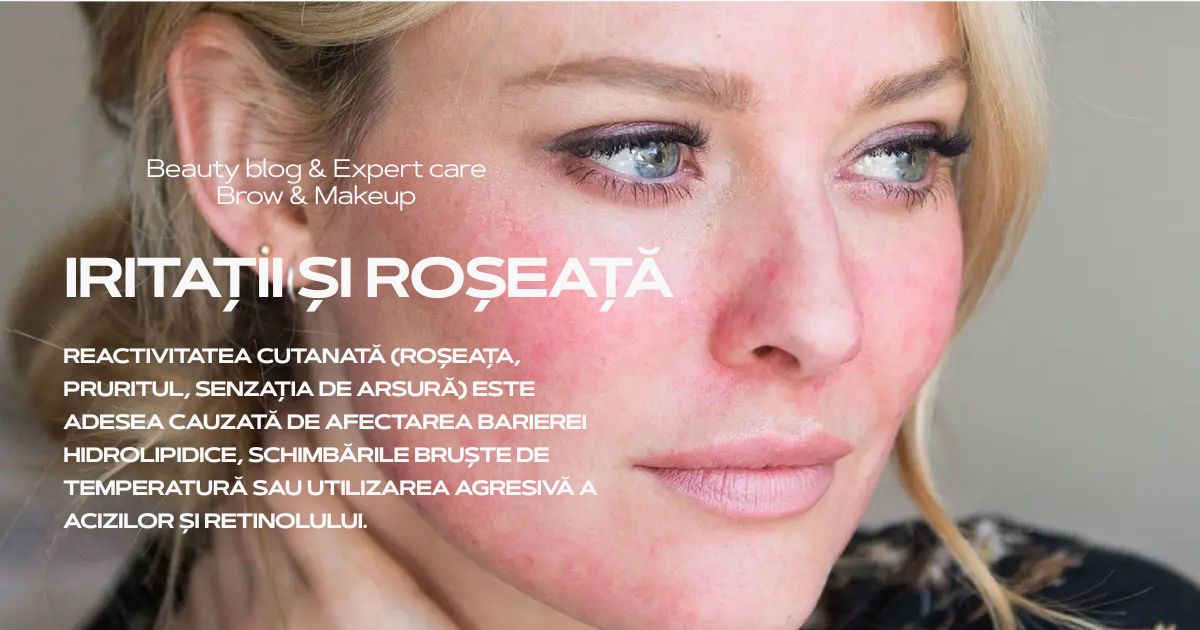 Beauty blog & Expert care
Brow & Makeup
IRITAȚII ȘI ROȘEAȚĂ
REACTIVITATEA CUTANATĂ (ROȘEAȚA,
PRURITUL, SENZAȚIA DE ARSURĂ) ESTE
ADESEA CAUZATĂ DE AFECTAREA BARIEREI
HIDROLIPIDICE, SCHIMBĂRILE BRUȘTE DE
TEMPERATURĂ SAU UTILIZAREA AGRESIVĂ A
ACIZILOR ȘI RETINOLULUI.